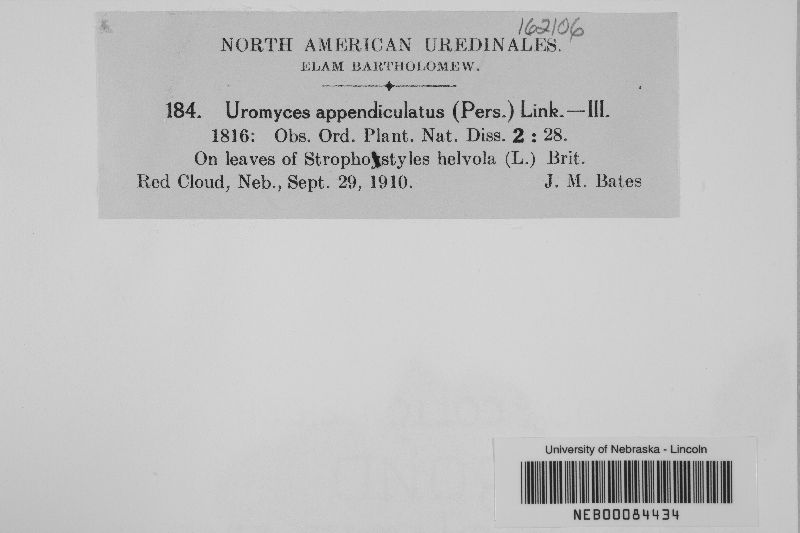 162106
NORTH AMERICAN UREDINALES.
ELAM BARTHOLOMEW.
184. Uromyces appendiculatus (Pers.) Link.—III.
1816: Obs. Ord. Plant. Nat. Diss. 2 : 28.
On leaves of Strophostyles helvola (L.) Brit.
Red Cloud, Neb., Sept. 29, 1910. J. M. Bates
University of Nebraska - Lincoln
NEB00084434